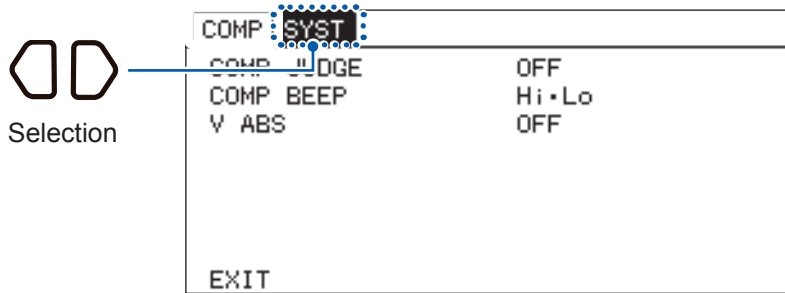 COMP SYST
COMP JUDGE OFF
COMP BEEP Hi・Lo
V ABS OFF
Selection
EXIT